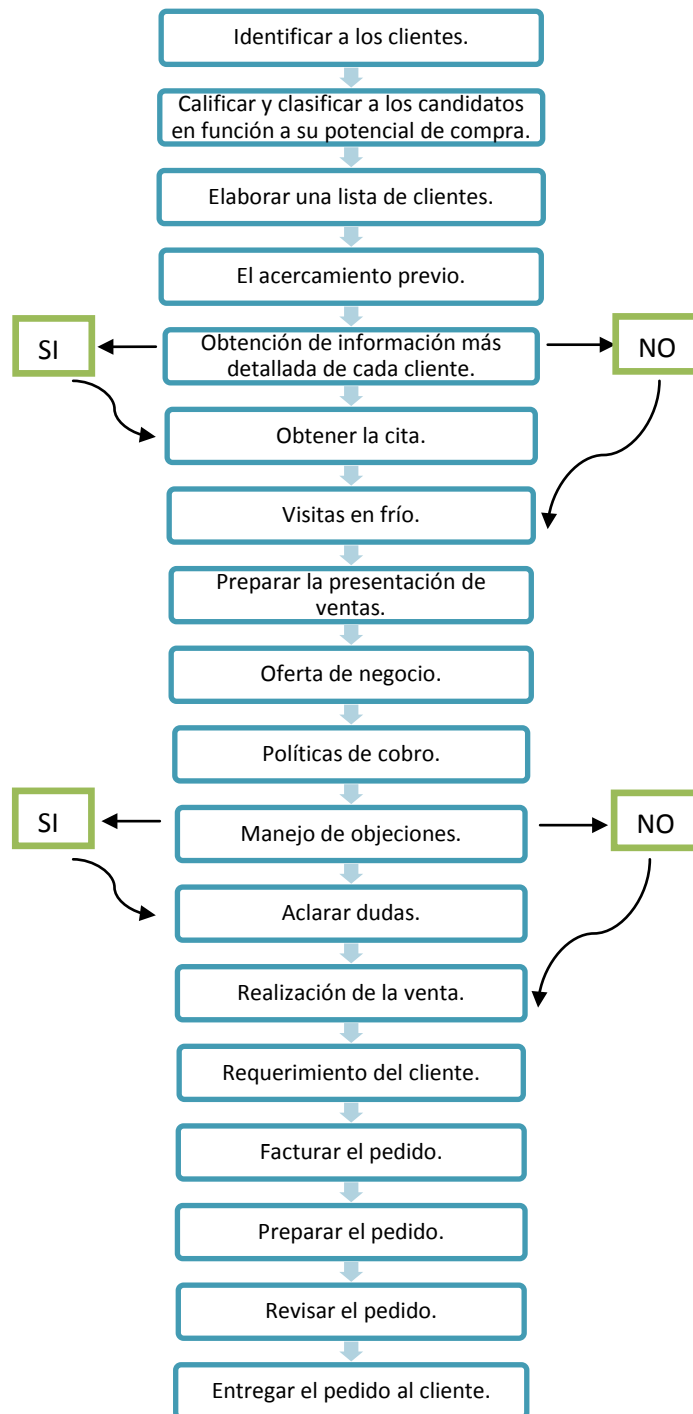 Identificar a los clientes.
Calificar y clasificar a los candidatos
en función a su potencial de compra.
Elaborar una lista de clientes.
El acercamiento previo.
SI
Obtención de información más
detallada de cada cliente.
NO
Obtener la cita.
Visitas en frío.
Preparar la presentación de
ventas.
Oferta de negocio.
Políticas de cobro.
SI
Manejo de objeciones.
NO
Aclarar dudas.
Realización de la venta.
Requerimiento del cliente.
Facturar el pedido.
Preparar el pedido.
Revisar el pedido.
Entregar el pedido al cliente.